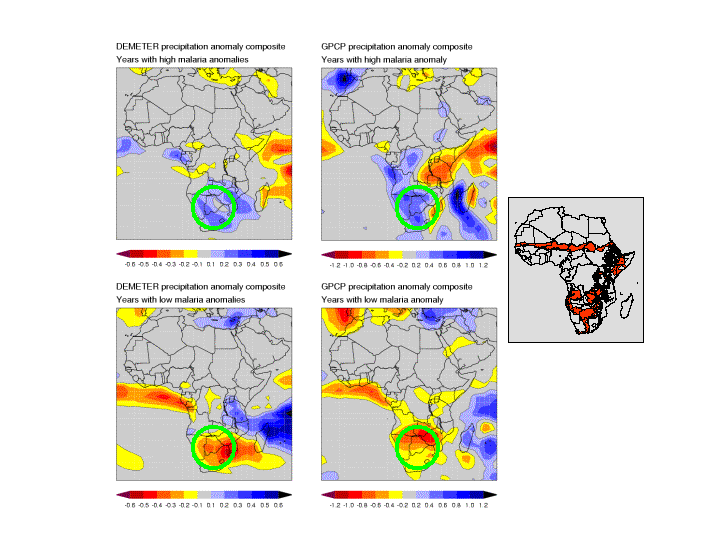 DEMETER precipitation anomaly composite
Years with high malaria anomalies
GPCP precipitation anomaly composite
Years with high malaria anomaly
-0.6 -0.5 -0.4 -0.3 -0.2 -0.1 0.1 0.2 0.3 0.4 0.5 0.6
-1.2 -1.0 -0.8 -0.6 -0.4 -0.2 0.2 0.4 0.6 0.8 1.0 1.2
DEMETER precipitation anomaly composite
Years with low malaria anomalies
GPCP precipitation anomaly composite
Years with low malaria anomaly
-0.6 -0.5 -0.4 -0.3 -0.2 -0.1 0.1 0.2 0.3 0.4 0.5 0.6
-1.2 -1.0 -0.8 -0.6 -0.4 -0.2 0.2 0.4 0.6 0.8 1.0 1.2